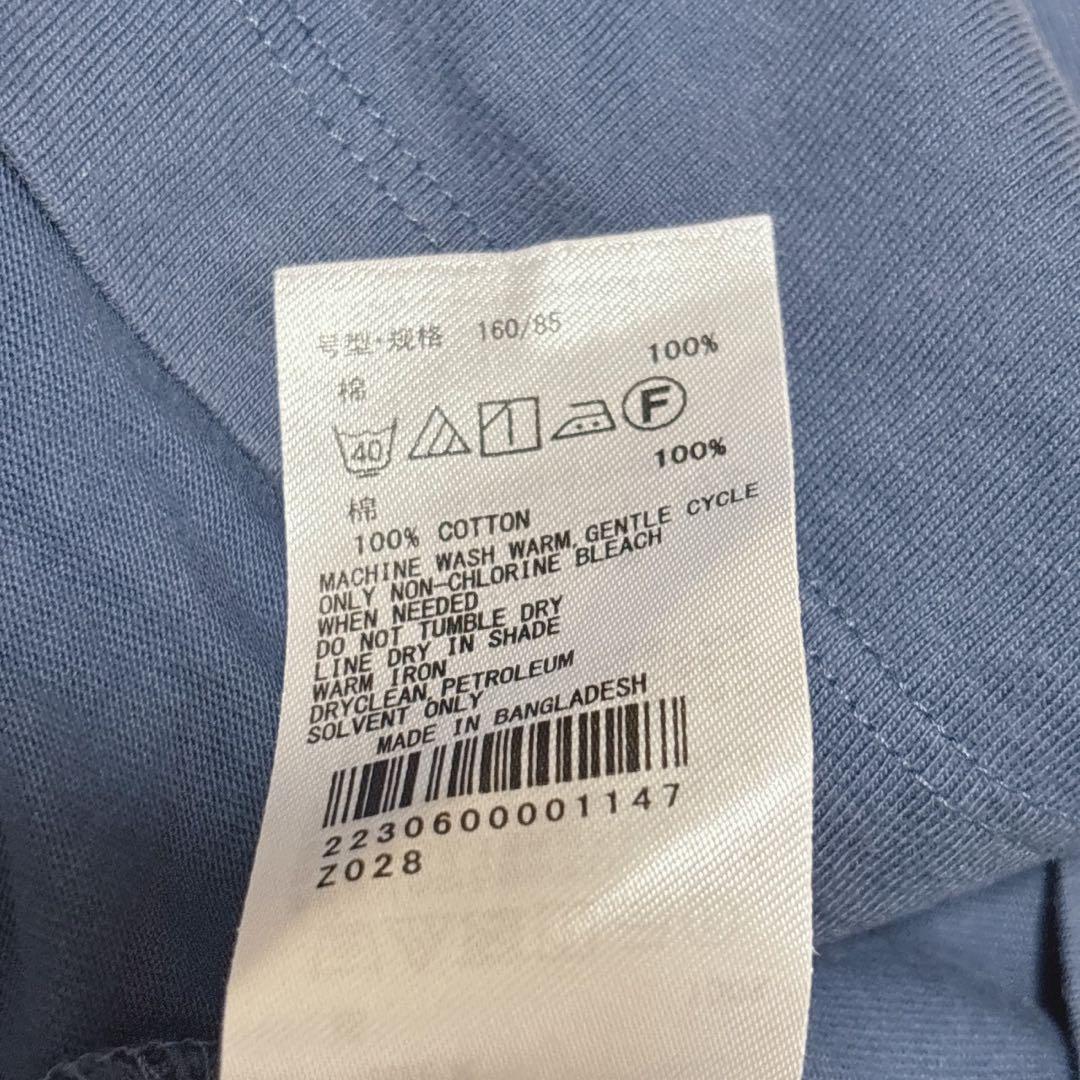 号型·规格 160/85
棉 100%
40 F
棉 100%
100% COTTON
MACHINE WASH WARM,GENTLE CYCLE
ONLY NON-CHLORINE BLEACH
WHEN NEEDED
DO NOT TUMBLE DRY
LINE DRY IN SHADE
WARM IRON
DRYCLEAN,PETROLEUM
SOLVENT ONLY
MADE IN BANGLADESH
2230600001147
Z028